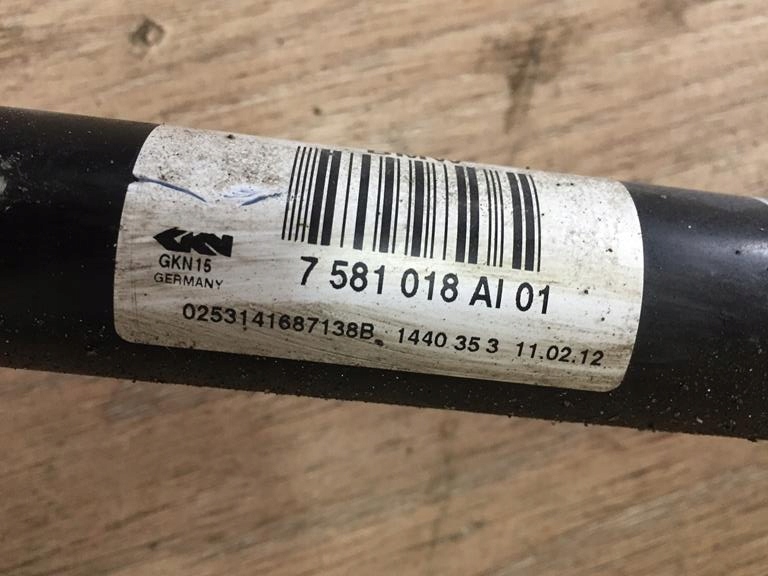 GKN
GKN15
GERMANY
7 581 018 AI 01
0253141687138B 1440 35 3 11.02.12